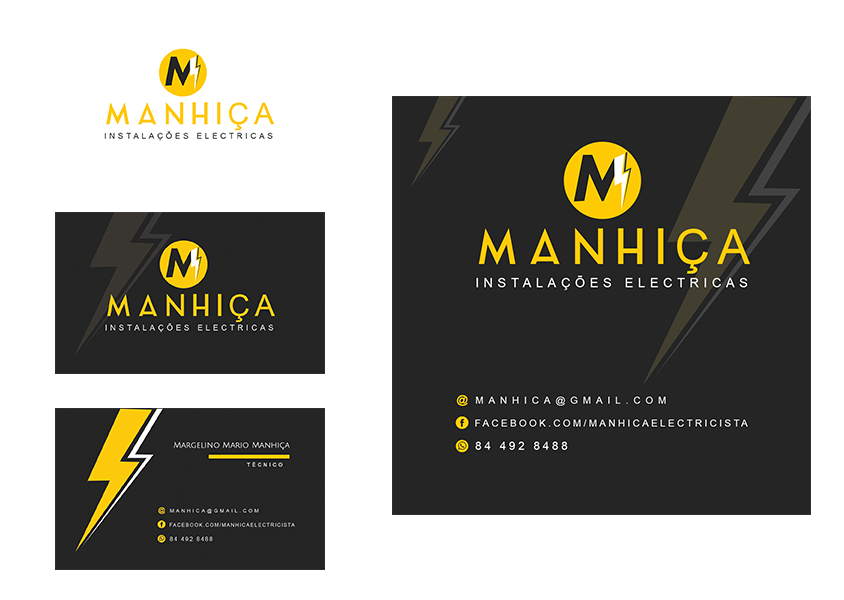 M
MANHIÇA
INSTALAÇÕES ELECTRICAS
M
MANHIÇA
INSTALAÇÕES ELECTRICAS
MARGELINO MARIO MANHIÇA
TÉCNICO
@ MANHICA@GMAIL.COM
f FACEBOOK.COM/MANHICAELECTRICISTA
84 492 8488
M
MANHIÇA
INSTALAÇÕES ELECTRICAS
@ MANHICA@GMAIL.COM
f FACEBOOK.COM/MANHICAELECTRICISTA
84 492 8488